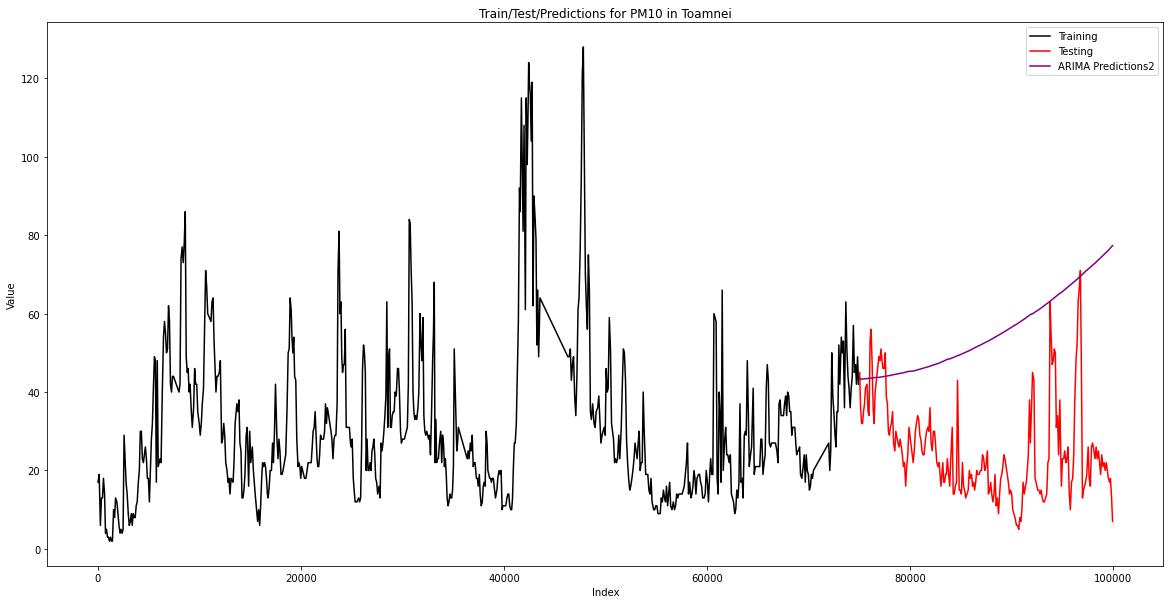 Train/Test/Predictions for PM10 in Toamnei
Training
Testing
ARIMA Predictions2
120
100
80
60
40
20
0
Value
0
20000
40000
60000
80000
100000
Index